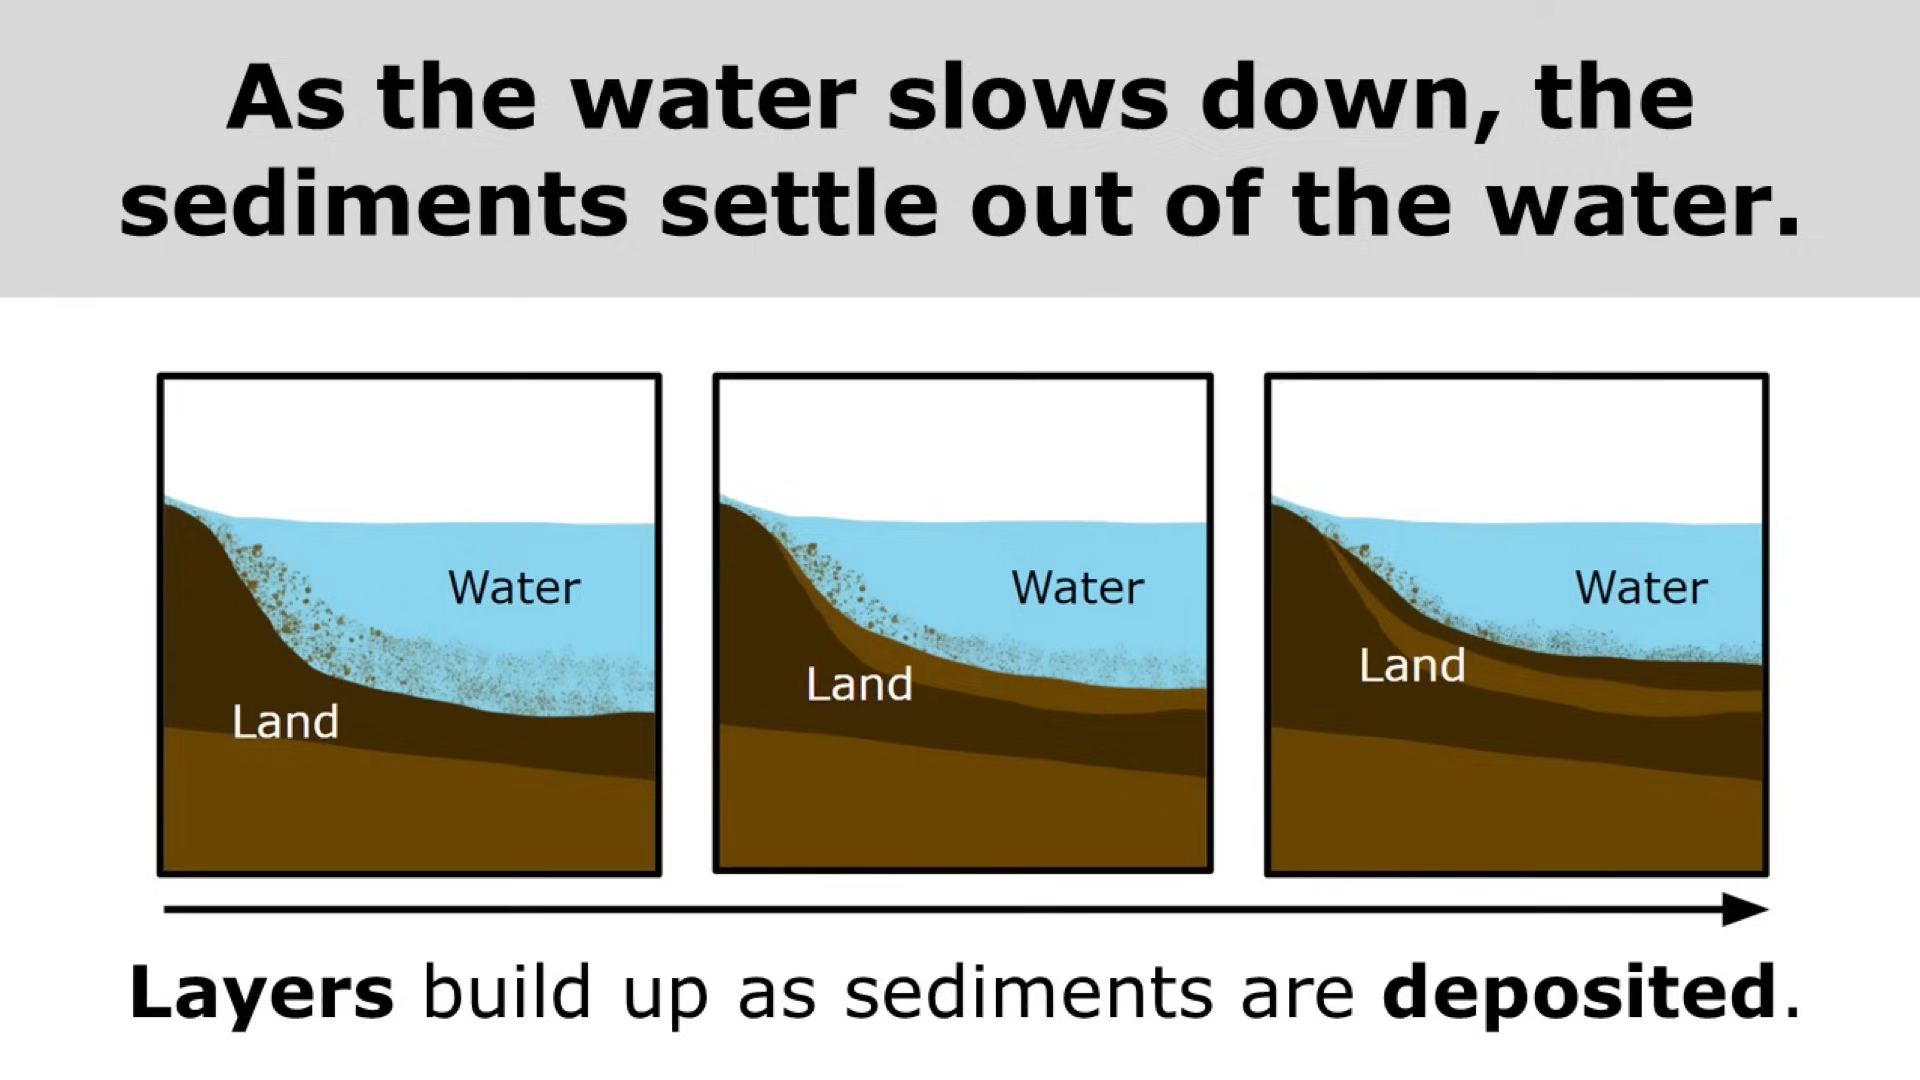 As the water slows down, the
sediments settle out of the water.
Water
Land
Water
Land
Water
Land
Layers build up as sediments are deposited.